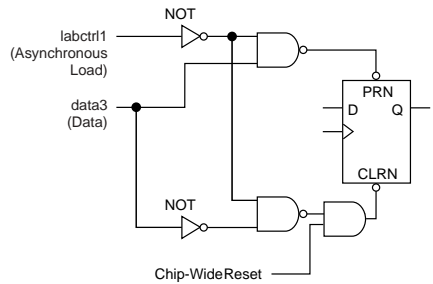 NOT
labctrl1
(Asynchronous
Load)
PRN
D Q
data3
(Data)
CLRN
NOT
Chip-Wide Reset